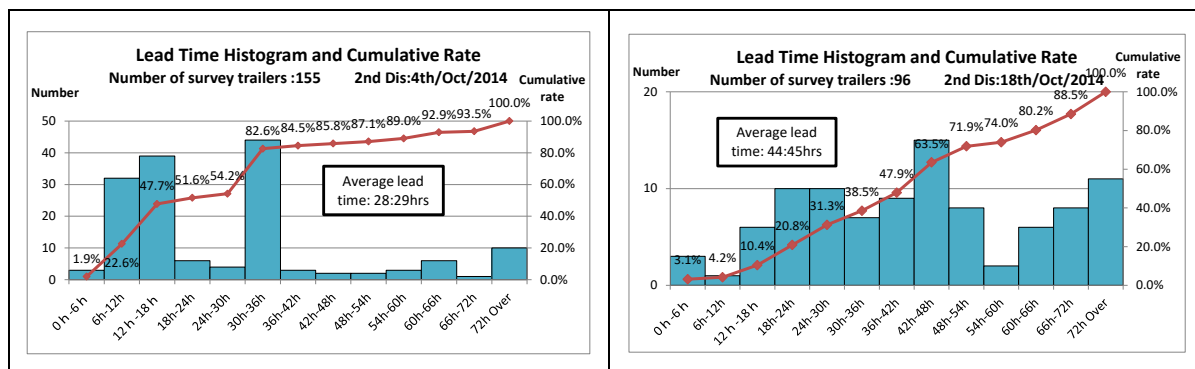 Lead Time Histogram and Cumulative Rate
Number of survey trailers :155 2nd Dis:4th/Oct/2014
Number
Cumulative rate
50
40
30
20
10
0
1.9%
22.6%
47.7%
51.6%
54.2%
82.6%
84.5%
85.8%
87.1%
89.0%
92.9%
93.5%
100.0%
Average lead
time: 28:29hrs
100.0%
80.0%
60.0%
40.0%
20.0%
0.0%
0 h -6 h
6h-12h
12 h -18 h
18h-24h
24h-30h
30h-36h
36h-42h
42h-48h
48h-54h
54h-60h
60h-66h
66h-72h
72h Over
Lead Time Histogram and Cumulative Rate
Number of survey trailers :96 2nd Dis:18th/Oct/2014
Number
Cumulative
rate
20
10
0
3.1%
4.2%
10.4%
20.8%
31.3%
38.5%
47.9%
63.5%
71.9%
74.0%
80.2%
88.5%
100.0%
Average lead
time: 44:45hrs
100.0%
80.0%
60.0%
40.0%
20.0%
0.0%
0 h -6 h
6h-12h
12 h -18 h
18h-24h
24h-30h
30h-36h
36h-42h
42h-48h
48h-54h
54h-60h
60h-66h
66h-72h
72h Over